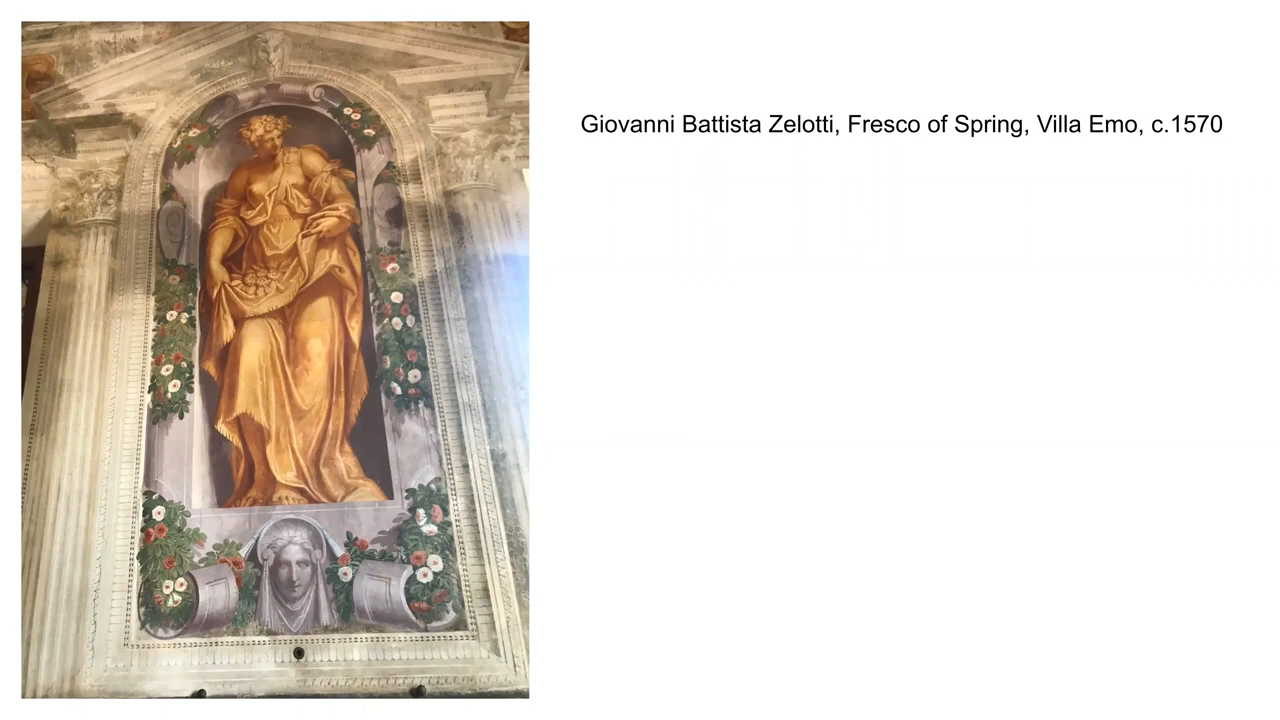 Giovanni Battista Zelotti, Fresco of Spring, Villa Emo, c.1570